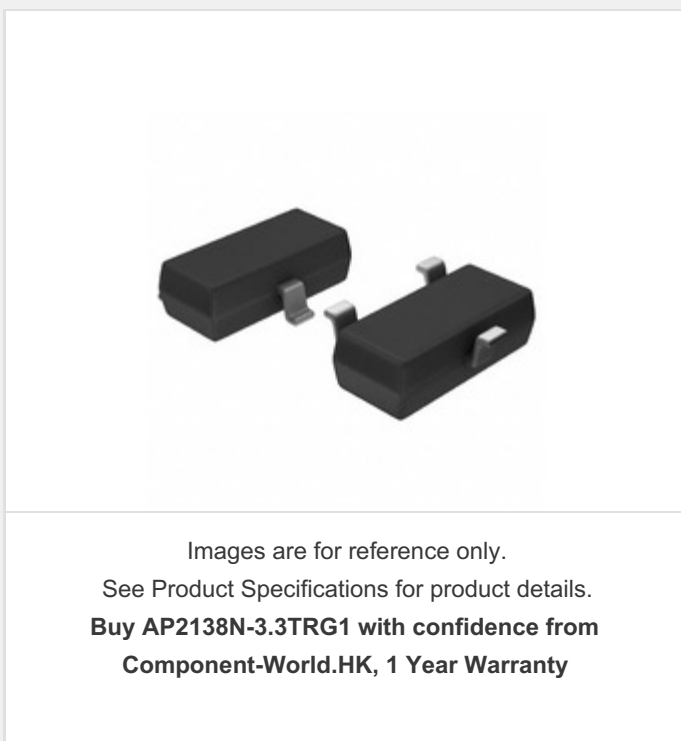 Images are for reference only.
See Product Specifications for product details.
Buy AP2138N-3.3TRG1 with confidence from
Component-World.HK, 1 Year Warranty